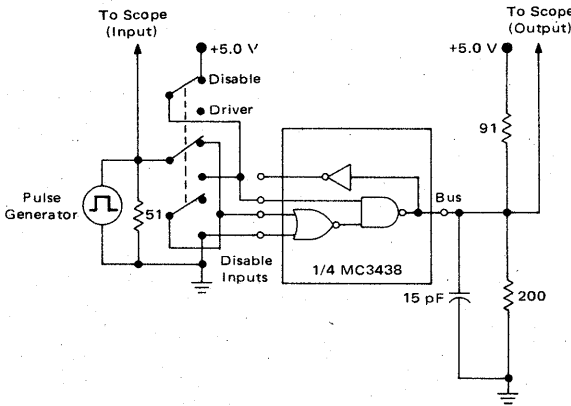 To Scope
(Input)
To Scope
(Output)
+5.0 V
+5.0 V
Disable
Driver
91
Pulse
Generator
51
Bus
Disable
Inputs
1/4 MC3438
15 pF
200